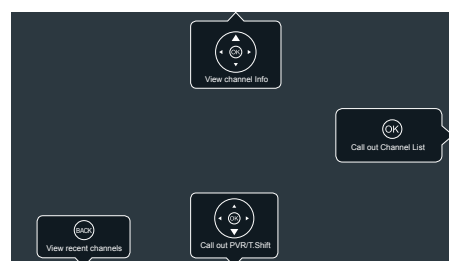 OK
View channel Info
OK
Call out Channel List
OK
Call out PVR/T.Shift
BACK
View recent channels